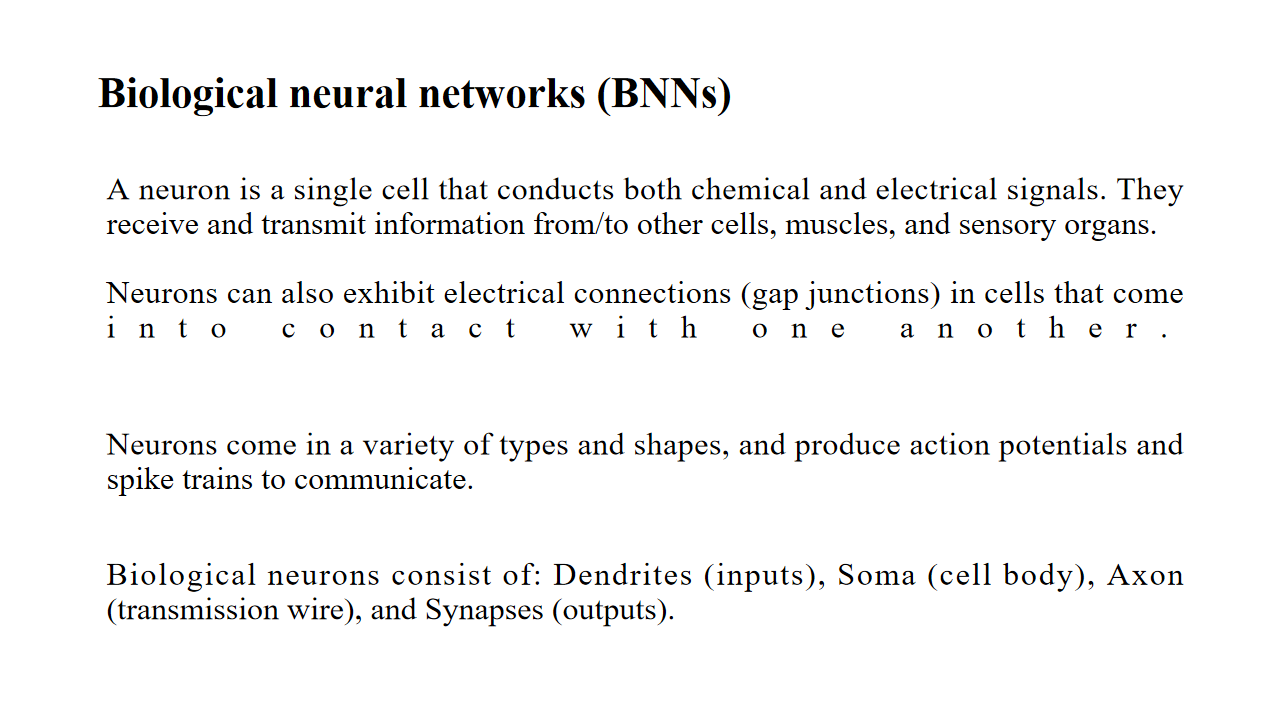 Biological neural networks (BNNs)
A neuron is a single cell that conducts both chemical and electrical signals. They
receive and transmit information from/to other cells, muscles, and sensory organs.
Neurons can also exhibit electrical connections (gap junctions) in cells that come
into contact with one another.
Neurons come in a variety of types and shapes, and produce action potentials and
spike trains to communicate.
Biological neurons consist of: Dendrites (inputs), Soma (cell body), Axon
(transmission wire), and Synapses (outputs).